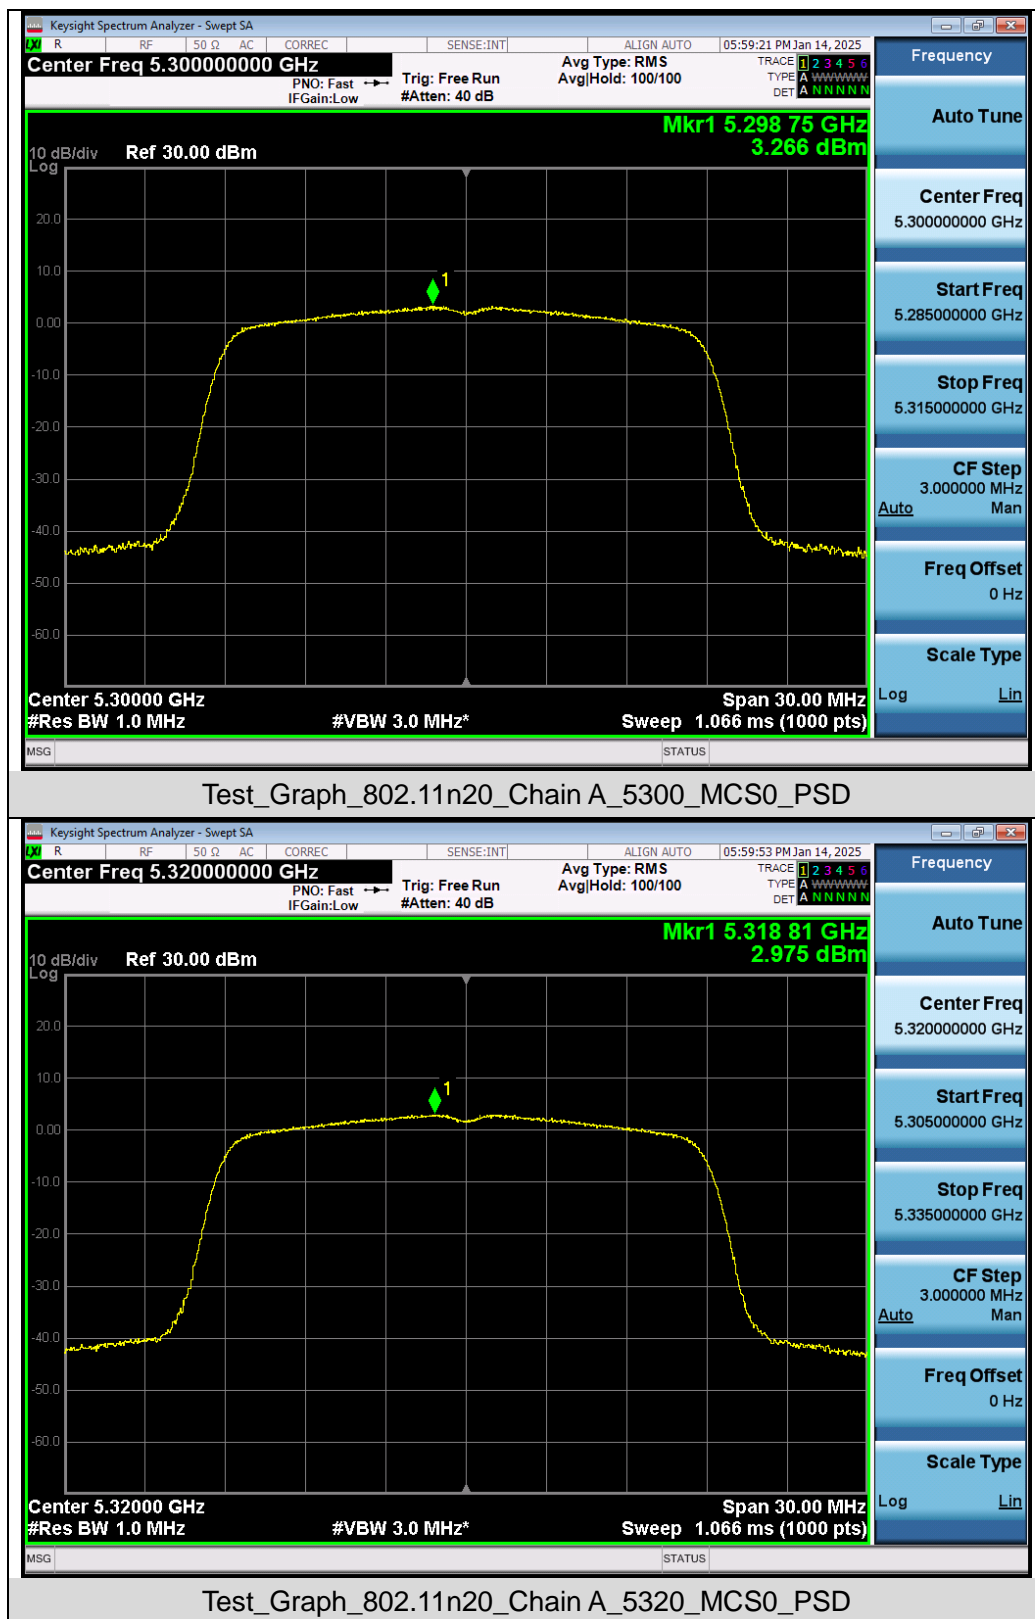 Keysight Spectrum Analyzer - Swept SA
LXI R RF 50 Ω AC CORREC SENSE:INT ALIGN AUTO 05:59:21 PM Jan 14, 2025
Center Freq 5.300000000 GHz
PNO: Fast
IFGain:Low
Trig: Free Run
#Atten: 40 dB
Avg Type: RMS
Avg|Hold: 100/100
TRACE 1 2 3 4 5 6
TYPE A WWWWW
DET A N N N N N
Mkr1 5.298 75 GHz
3.266 dBm
10 dB/div Ref 30.00 dBm
Log
20.0
10.0
0.00
-10.0
-20.0
-30.0
-40.0
-50.0
-60.0
1
Center 5.30000 GHz Span 30.00 MHz
#Res BW 1.0 MHz #VBW 3.0 MHz* Sweep 1.066 ms (1000 pts)
MSG STATUS
Frequency
Auto Tune
Center Freq
5.300000000 GHz
Start Freq
5.285000000 GHz
Stop Freq
5.315000000 GHz
CF Step
3.000000 MHz
Auto Man
Freq Offset
0 Hz
Scale Type
Log Lin
Test_Graph_802.11n20_Chain A_5300_MCS0_PSD
Keysight Spectrum Analyzer - Swept SA
LXI R RF 50 Ω AC CORREC SENSE:INT ALIGN AUTO 05:59:53 PM Jan 14, 2025
Center Freq 5.320000000 GHz
PNO: Fast
IFGain:Low
Trig: Free Run
#Atten: 40 dB
Avg Type: RMS
Avg|Hold: 100/100
TRACE 1 2 3 4 5 6
TYPE A WWWWW
DET A N N N N N
Mkr1 5.318 81 GHz
2.975 dBm
10 dB/div Ref 30.00 dBm
Log
20.0
10.0
0.00
-10.0
-20.0
-30.0
-40.0
-50.0
-60.0
1
Center 5.32000 GHz Span 30.00 MHz
#Res BW 1.0 MHz #VBW 3.0 MHz* Sweep 1.066 ms (1000 pts)
MSG STATUS
Frequency
Auto Tune
Center Freq
5.320000000 GHz
Start Freq
5.305000000 GHz
Stop Freq
5.335000000 GHz
CF Step
3.000000 MHz
Auto Man
Freq Offset
0 Hz
Scale Type
Log Lin
Test_Graph_802.11n20_Chain A_5320_MCS0_PSD